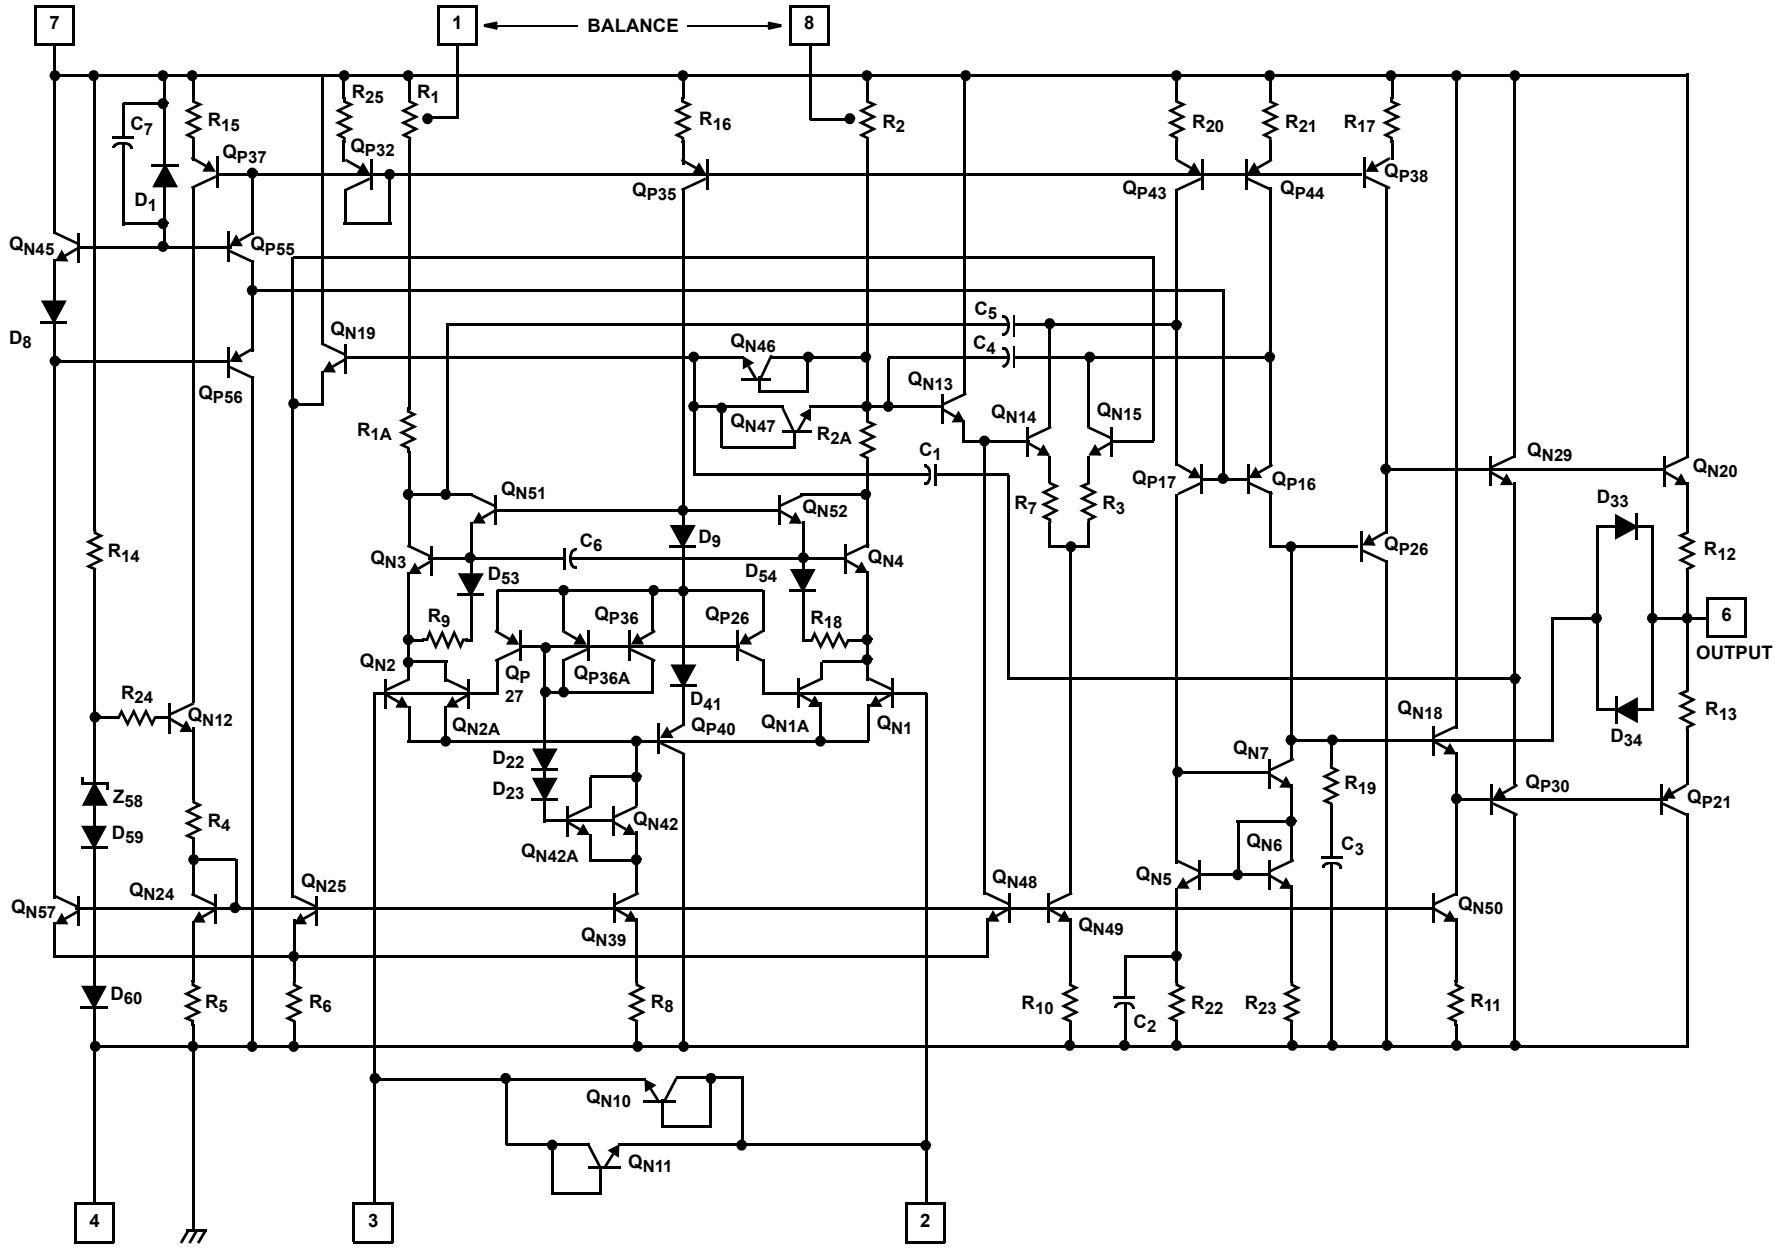 7
1
BALANCE
8
R25
R1
C7
R15
R16
R2
R20
R21
R17
QP37
QP32
D1
QP35
QP43
QP44
QP38
QN45
QP55
C5
D8
QN19
QN46
C4
QP56
QN13
QN14
QN15
R1A
QN47
R2A
C1
QN29
QN20
QP17
QP16
QN51
QN52
R7
R3
D33
D9
R14
QN3
C6
QN4
QP26
R12
D53
D54
6
R9
QP36
QP26
R18
OUTPUT
QN2
QP
27
QP36A
R24
QN12
QN2A
D41
QN1A
QN1
QN18
R13
QP40
D34
D22
QN7
D23
R19
QP30
QP21
Z58
D59
R4
QN42
QN42A
QN6
C3
QN24
QN25
QN48
QN5
QN57
QN39
QN49
QN50
D60
R5
R6
R8
R10
C2
R22
R23
R11
QN10
QN11
4
3
2